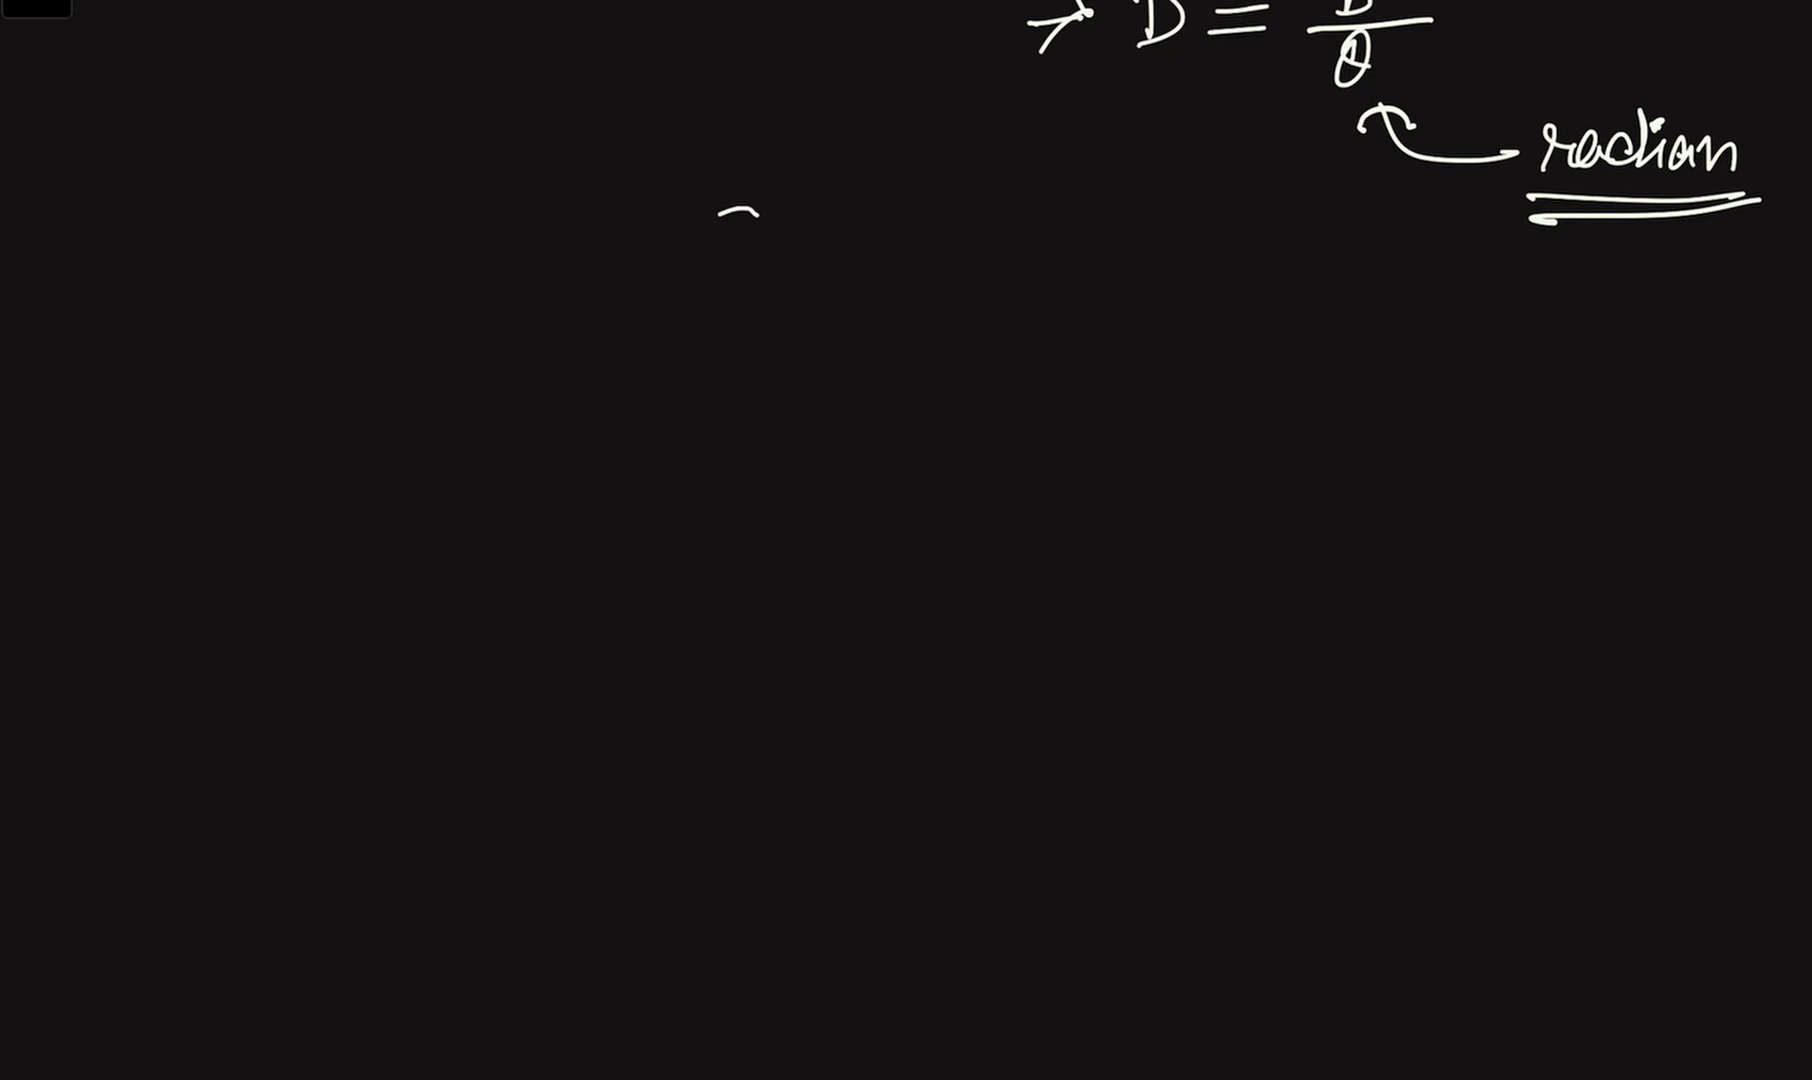 → D = b/θ
radian